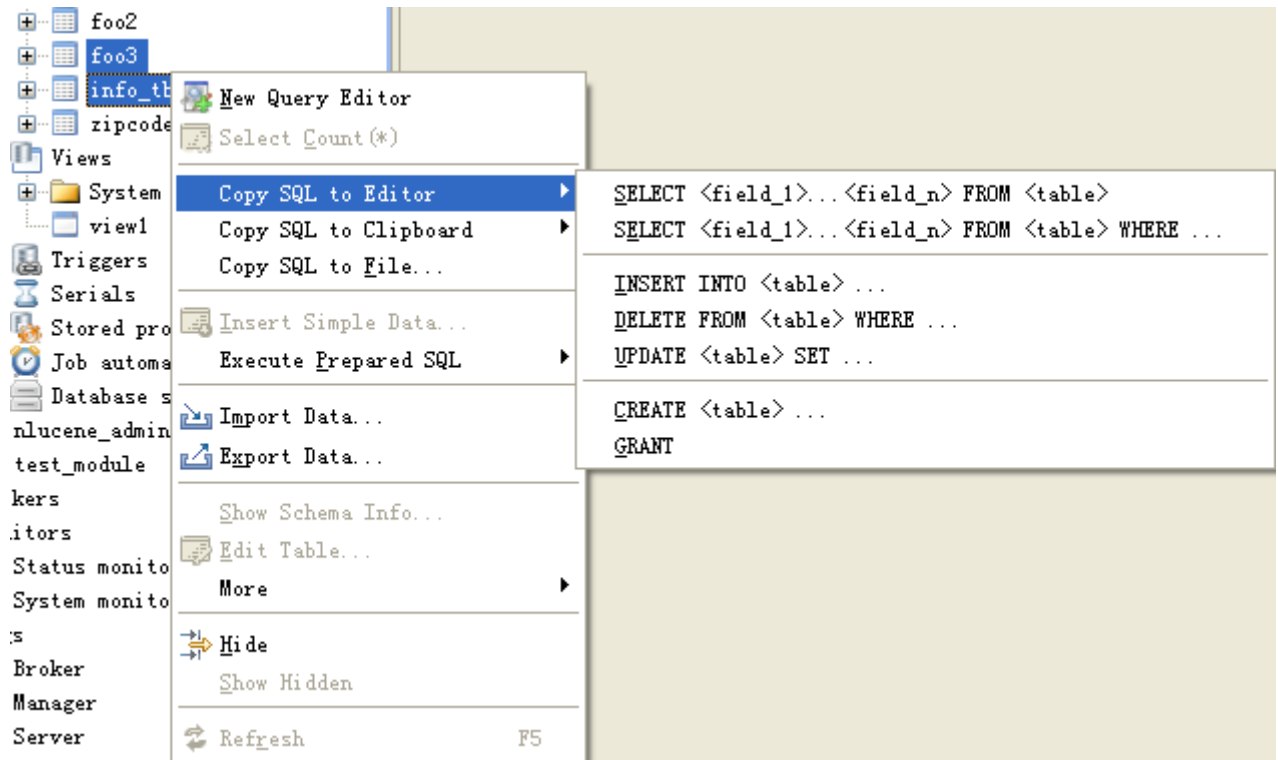 foo2
foo3
info_tb
zipcode
Views
System
view1
Triggers
Serials
Stored pro
Job automa
Database s
nlucene_admin
test_module
kers
itors
Status monito
System monito
s
Broker
Manager
Server
New Query Editor
Select Count(*)
Copy SQL to Editor
Copy SQL to Clipboard
Copy SQL to File...
Insert Simple Data...
Execute Prepared SQL
Import Data...
Export Data...
Show Schema Info...
Edit Table...
More
Hide
Show Hidden
Refresh F5
SELECT <field_1>...<field_n> FROM <table>
SELECT <field_1>...<field_n> FROM <table> WHERE ...
INSERT INTO <table> ...
DELETE FROM <table> WHERE ...
UPDATE <table> SET ...
CREATE <table> ...
GRANT